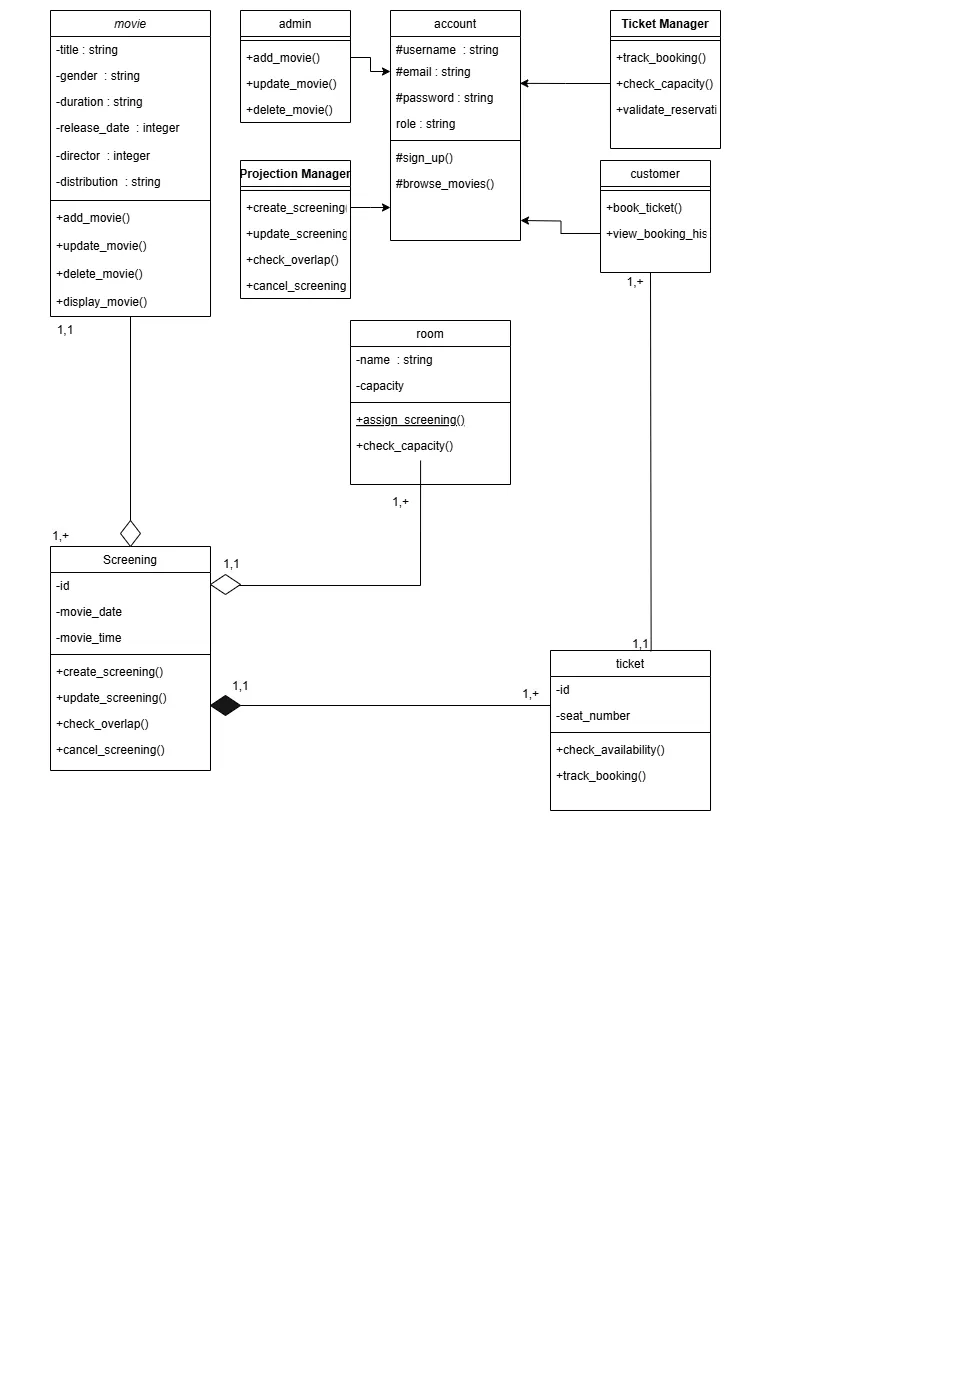 movie
-title : string
-gender : string
-duration : string
-release_date : integer
-director : integer
-distribution : string
+add_movie()
+update_movie()
+delete_movie()
+display_movie()
1,1
admin
+add_movie()
+update_movie()
+delete_movie()
account
#username : string
#email : string
#password : string
role : string
#sign_up()
#browse_movies()
Ticket Manager
+track_booking()
+check_capacity()
+validate_reservati
Projection Manager
+create_screening(
+update_screening
+check_overlap()
+cancel_screening
customer
+book_ticket()
+view_booking_his
1,+
room
-name : string
-capacity
+assign_screening()
+check_capacity()
1,+
1,+
Screening
-id
-movie_date
-movie_time
+create_screening()
+update_screening()
+check_overlap()
+cancel_screening()
1,1
1,1
1,+
1,1
ticket
-id
-seat_number
+check_availability()
+track_booking()